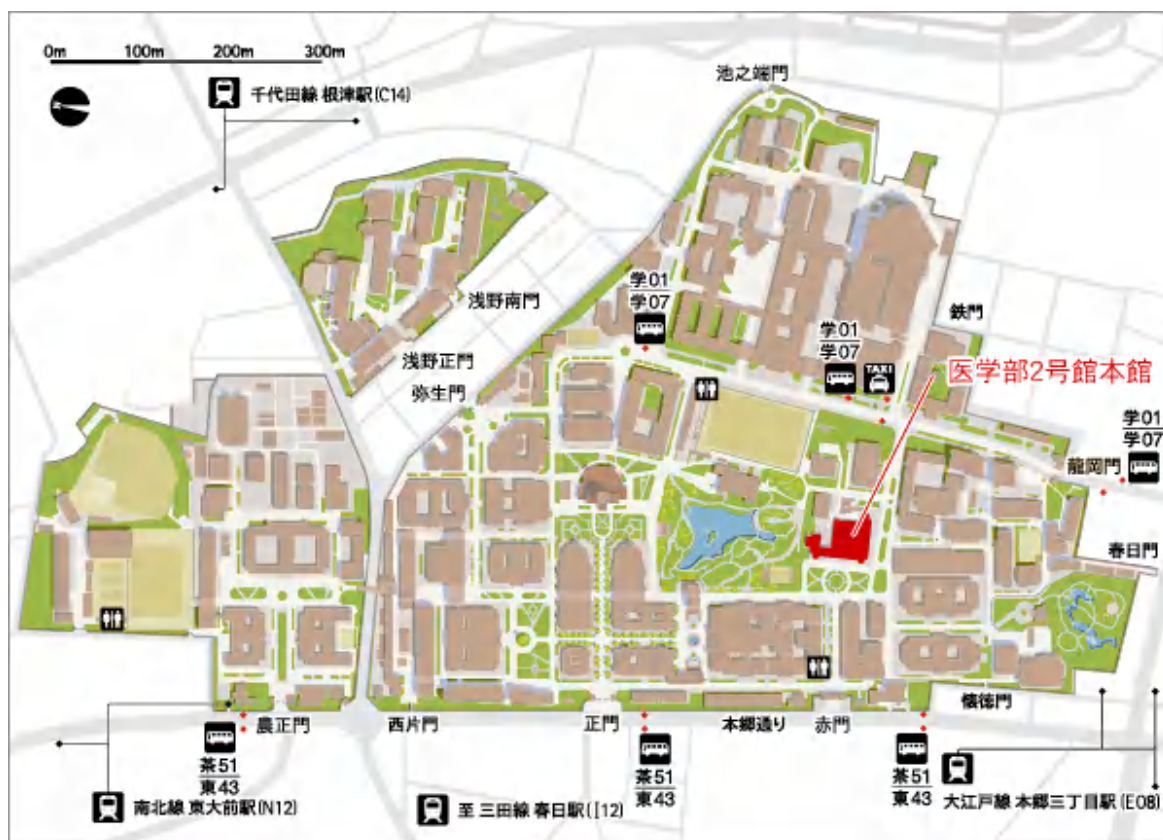 0m 100m 200m 300m
千代田線 根津駅(C14)
池之端門
学01
学07
浅野南門
浅野正門
弥生門
学01
学07
TAXI
鉄門
医学部2号館本館
学01
学07
龍岡門
春日門
農正門
西片門
正門
本郷通り
赤門
懐徳門
茶51
東43
茶51
東43
茶51
東43
南北線 東大前駅(N12)
至 三田線 春日駅(I12)
大江戸線 本郷三丁目駅(E08)